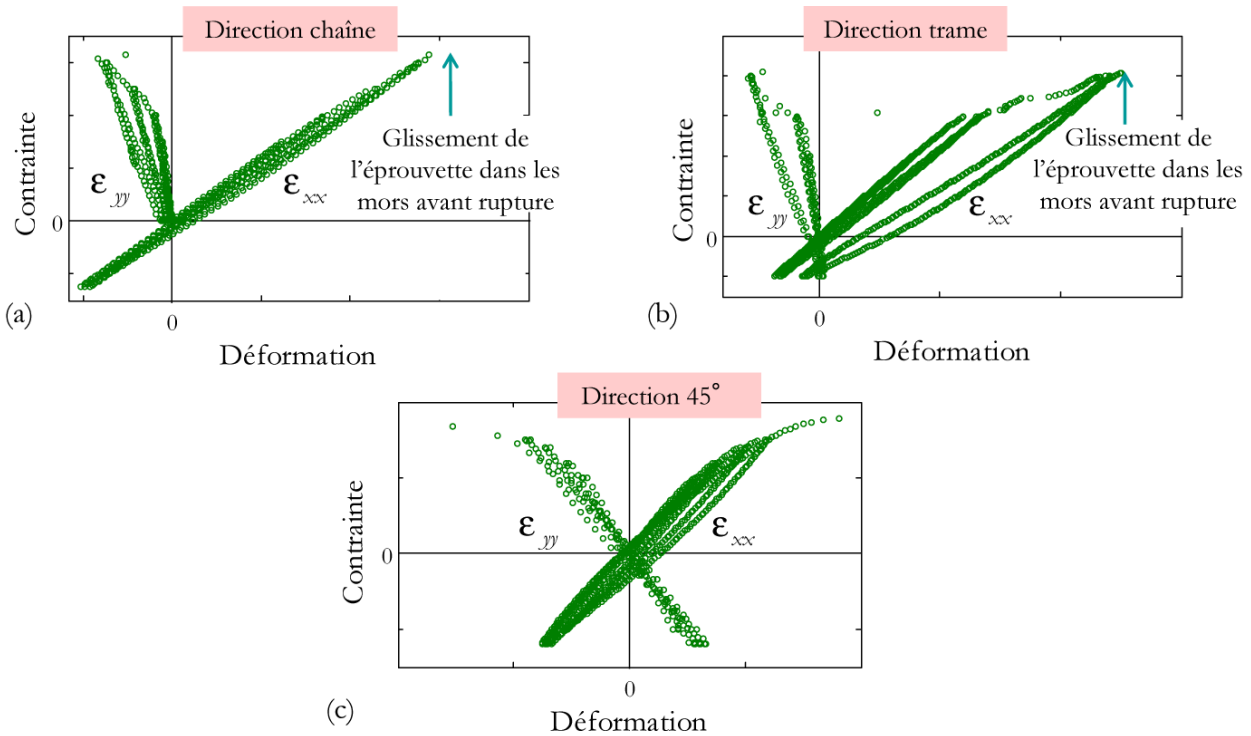 Direction chaîne
Contrainte
ε_yy
ε_xx
Glissement de
l'éprouvette dans les
mors avant rupture
0
0
(a)
Déformation
Direction trame
Contrainte
ε_yy
ε_xx
Glissement de
l'éprouvette dans les
mors avant rupture
0
0
(b)
Déformation
Direction 45°
Contrainte
ε_yy
ε_xx
0
0
(c)
Déformation